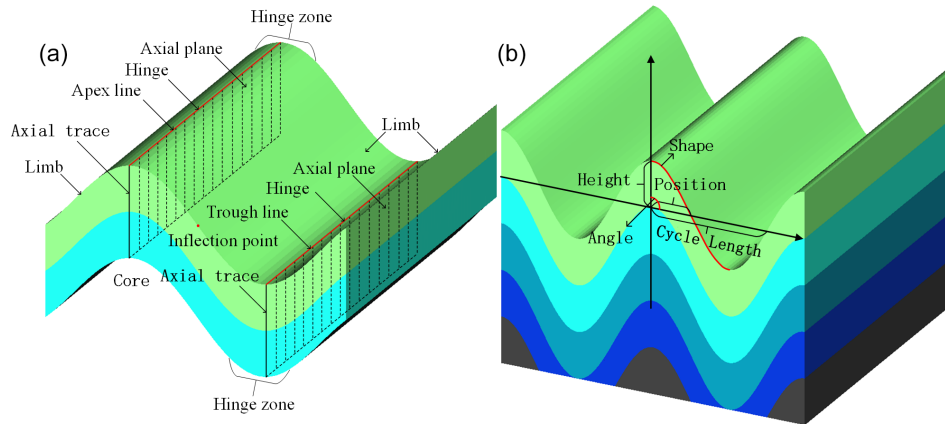 (a)
Hinge zone
Axial plane
Hinge
Apex line
Axial trace
Limb
Limb
Axial plane
Hinge
Trough line
Inflection point
Core
Axial trace
Hinge zone
(b)
Shape
Height
Position
Angle
Cycle Length